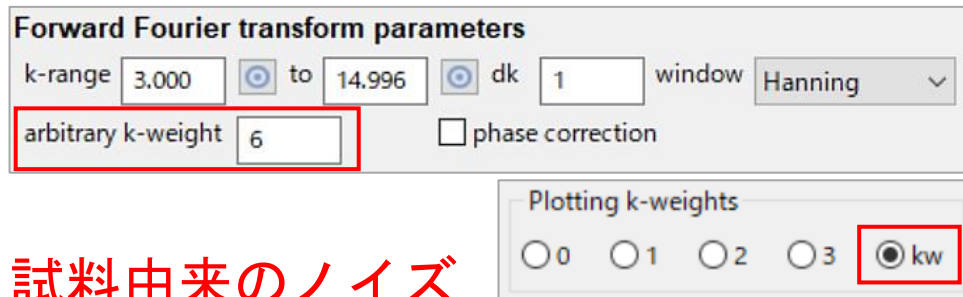 Forward Fourier transform parameters
k-range 3.000 to 14.996 dk 1 window Hanning
arbitrary k-weight 6 phase correction
Plotting k-weights
0 1 2 3 kw
試料由来のノイズ